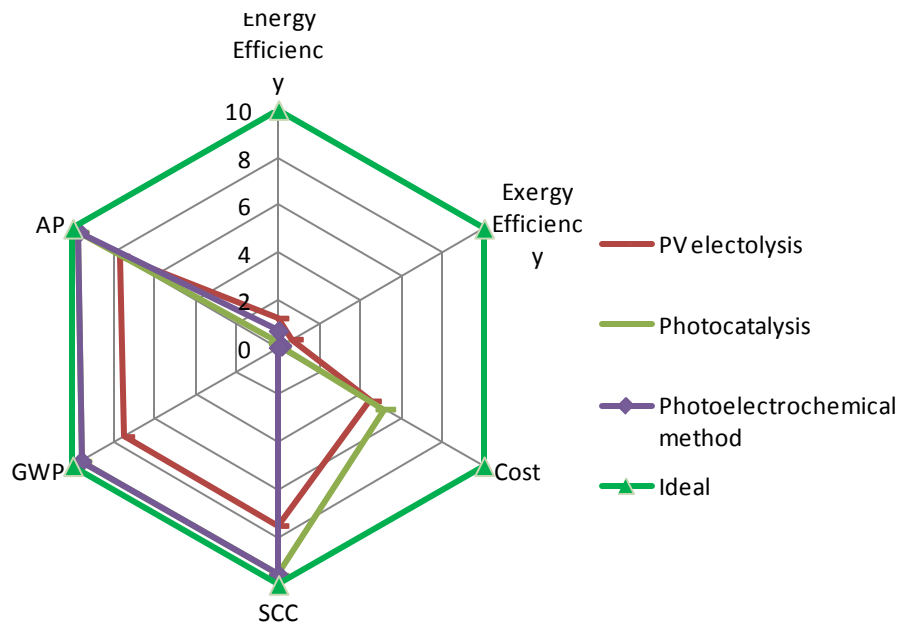 Energy
Efficienc
y
10
8
6
4
2
0
AP
Exergy
Efficienc
y
GWP
Cost
SCC
PV electolysis
Photocatalysis
Photoelectrochemical
method
Ideal